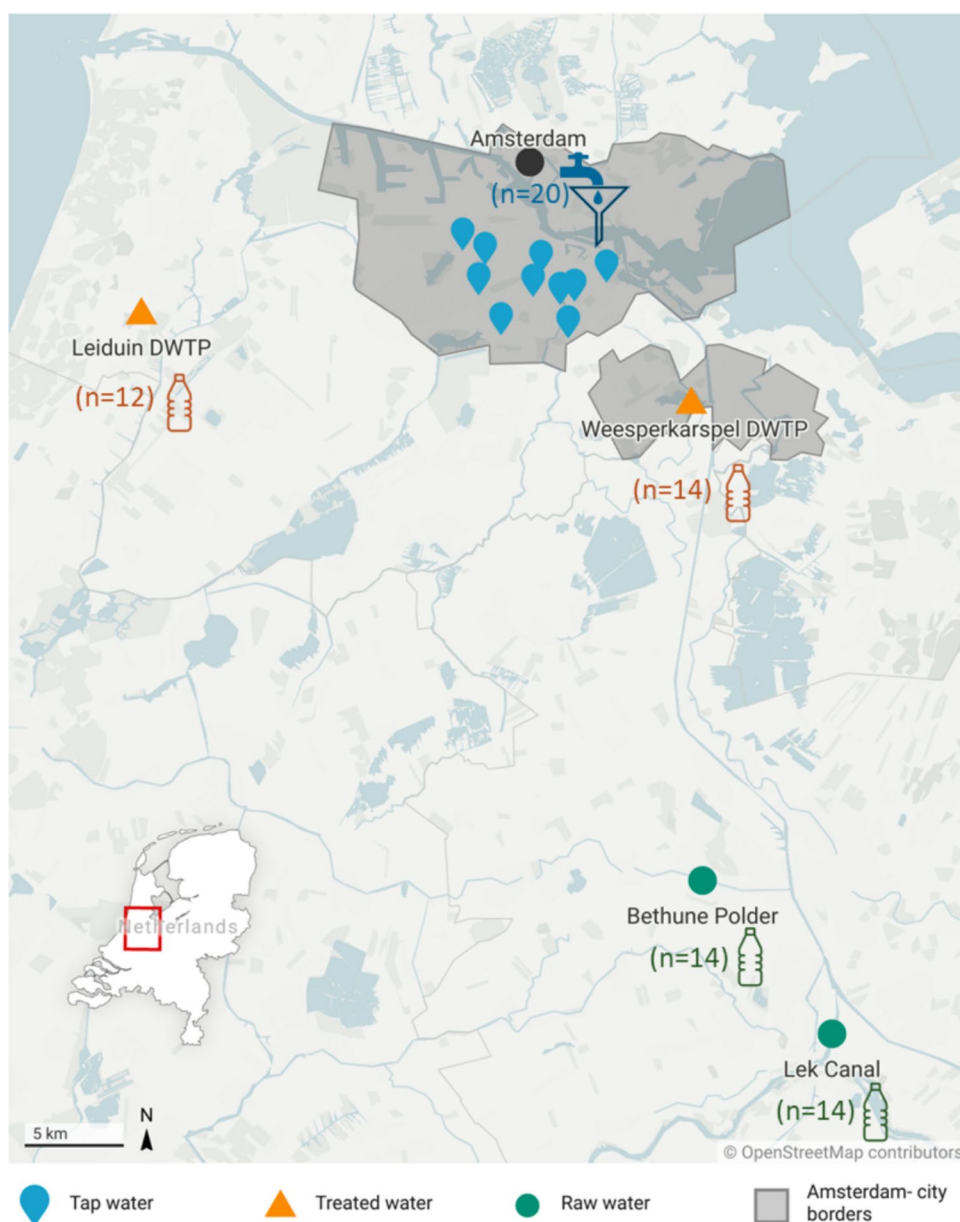 Amsterdam
(n=20)
Leiduin DWTP
(n=12)
Weesperkarspel DWTP
(n=14)
Netherlands
Bethune Polder
(n=14)
Lek Canal
(n=14)
5 km
N
© OpenStreetMap contributors
Tap water
Treated water
Raw water
Amsterdam- city
borders